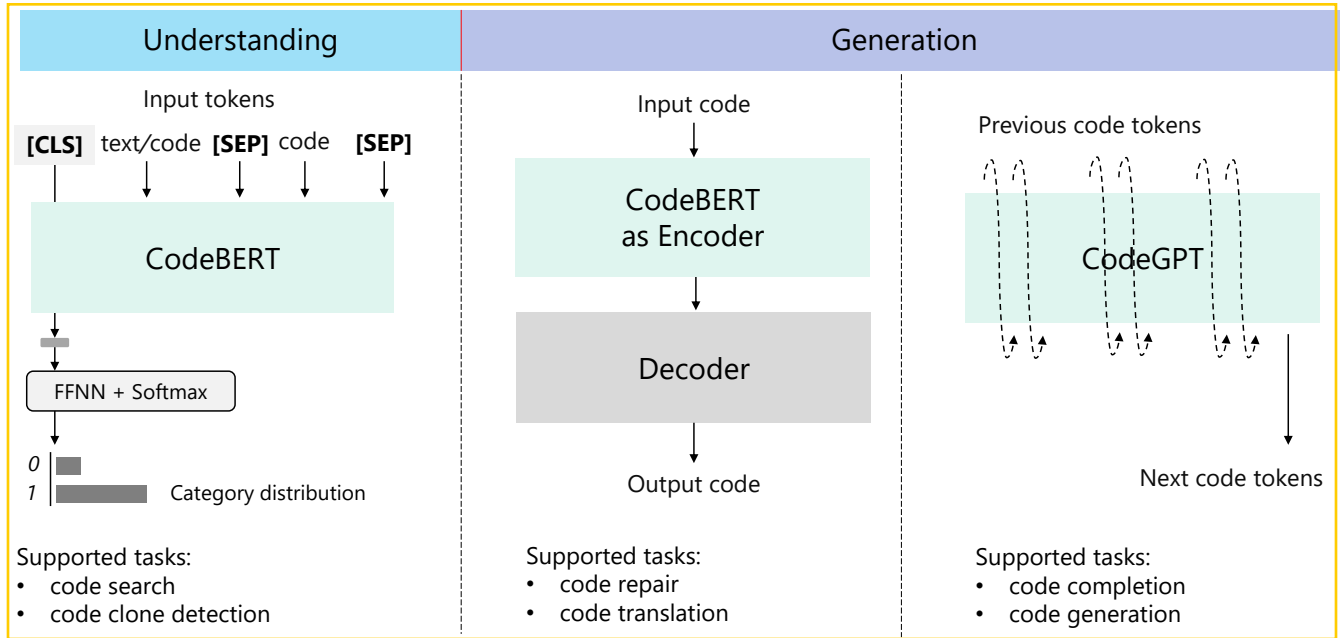 Understanding
Generation
Input tokens
[CLS] text/code [SEP] code [SEP]
CodeBERT
FFNN + Softmax
0
1 Category distribution
Supported tasks:
• code search
• code clone detection
Input code
CodeBERT
as Encoder
Decoder
Output code
Supported tasks:
• code repair
• code translation
Previous code tokens
CodeGPT
Next code tokens
Supported tasks:
• code completion
• code generation